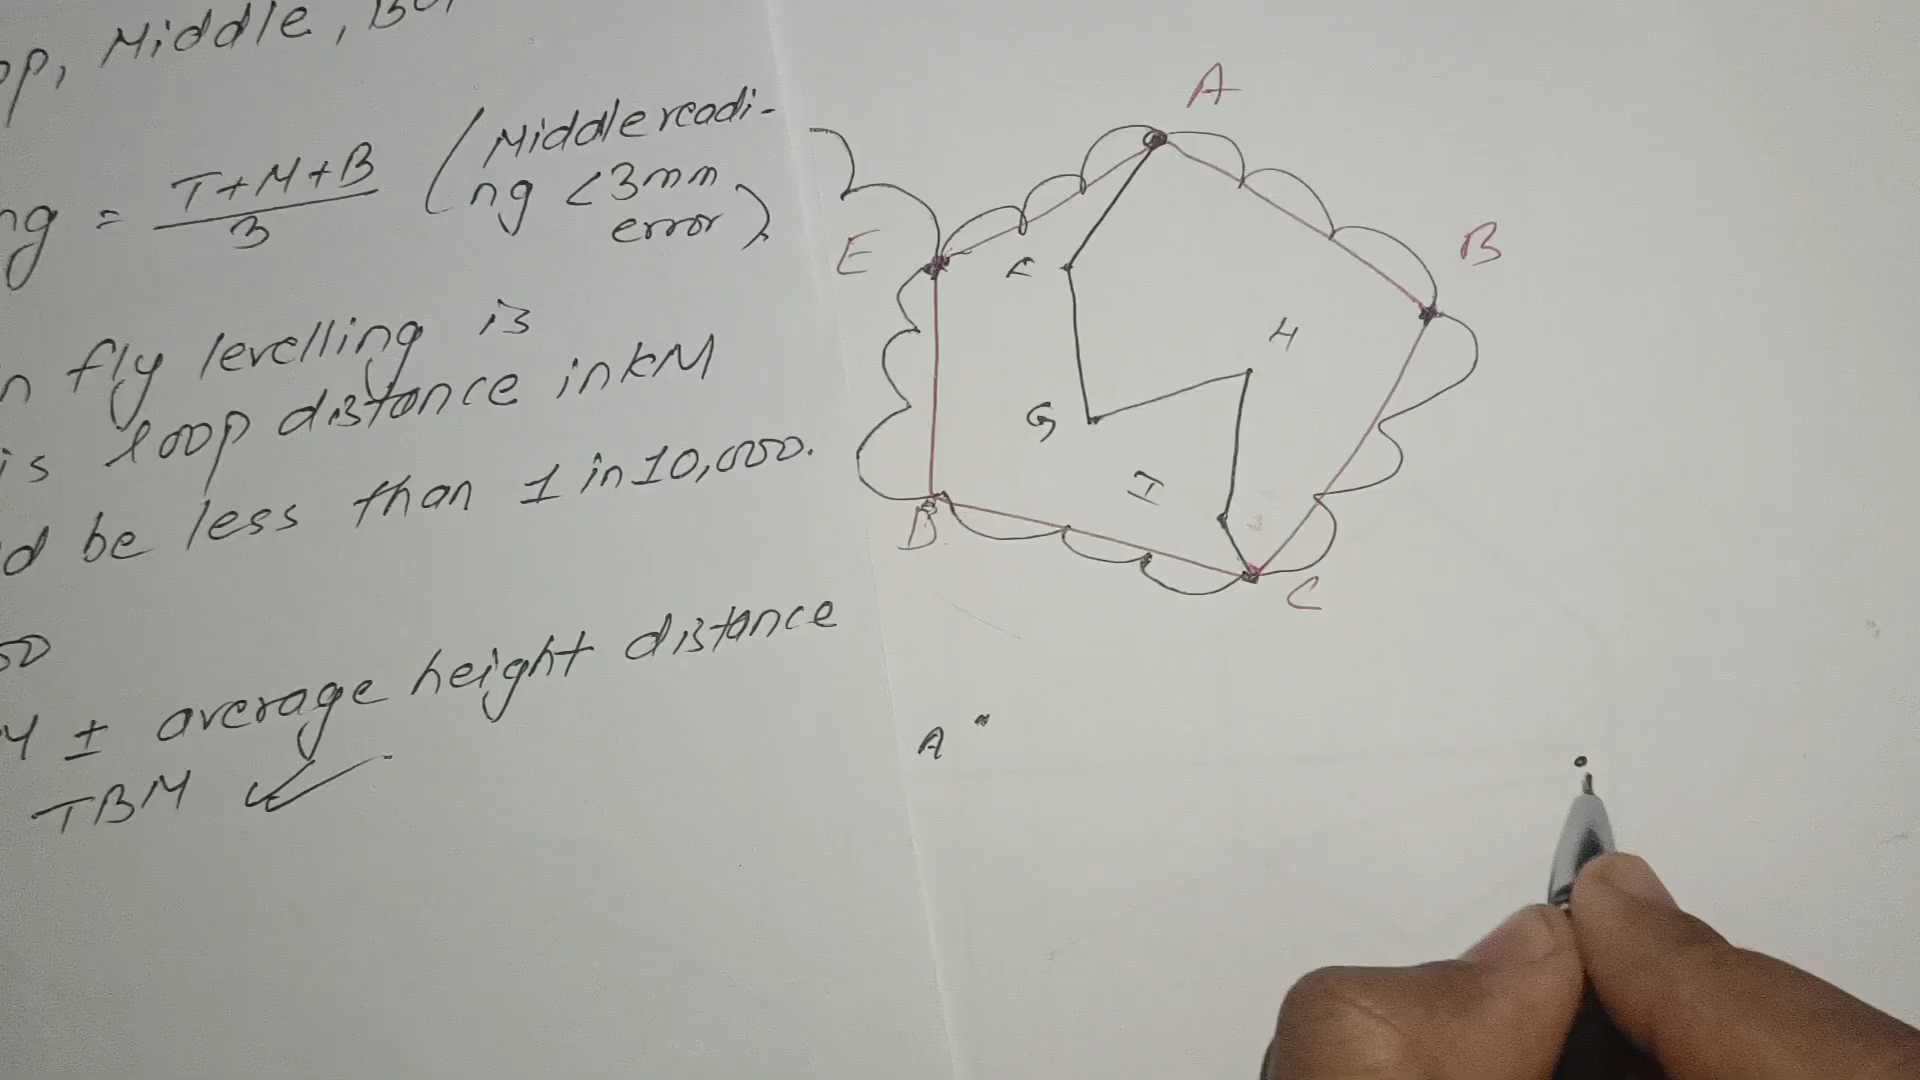 Middle,
= T+M+B / 3 (Middle readi-
ng <3mm
error)
fly levelling is
is loop distance in kM
be less than 1 in 10,000.
± average height distance
TBM
A
B
E
H
G
I
D
C
A